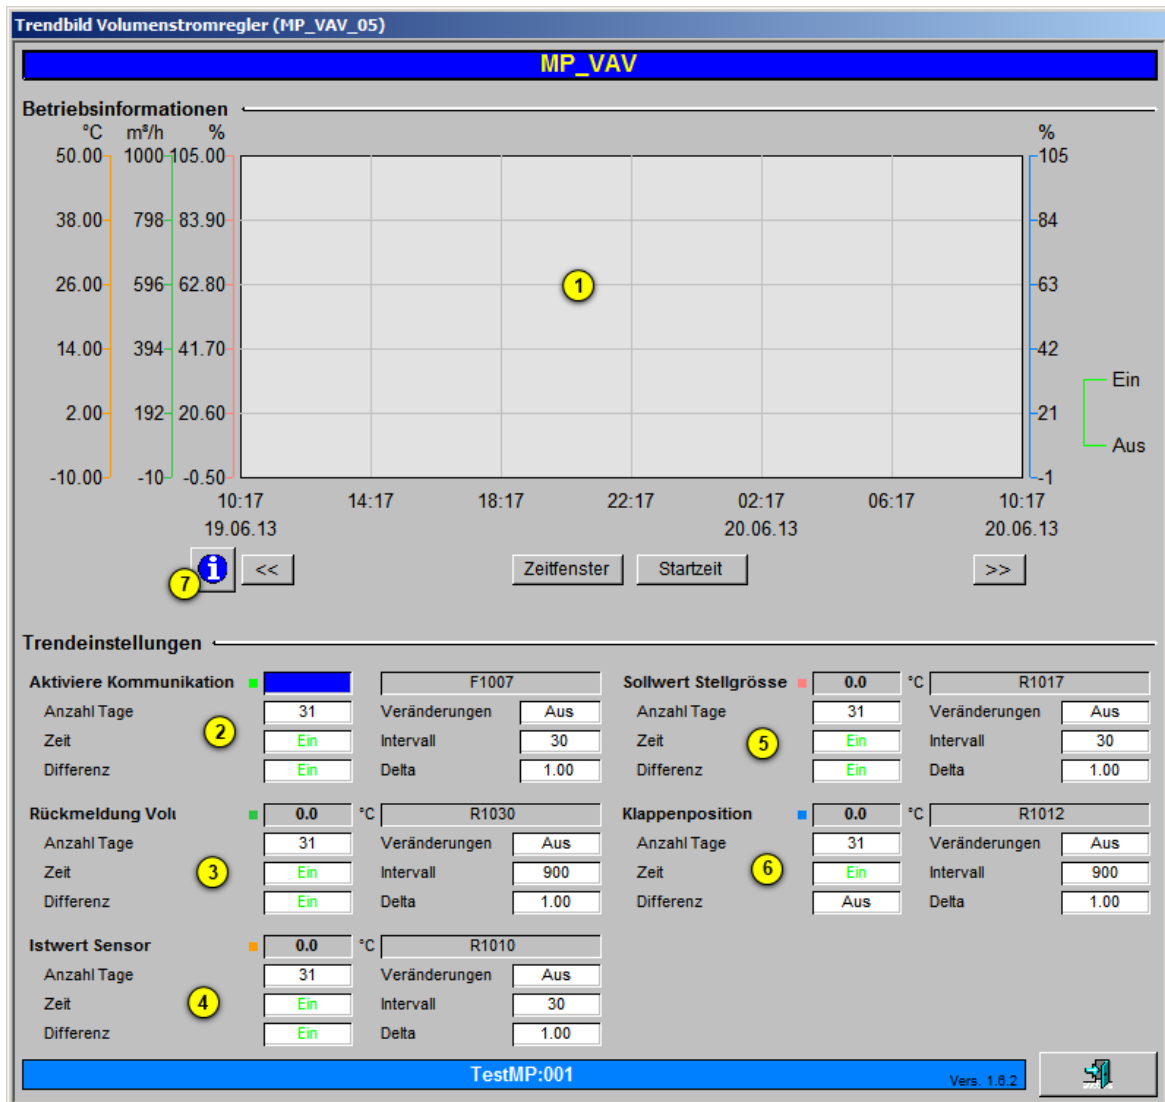 Trendbild Volumenstromregler (MP_VAV_05)
MP_VAV
Betriebsinformationen
°C m³/h % %
50.00 1000 105.00 105
38.00 798 83.90 84
26.00 596 62.80 1 63
14.00 394 41.70 42
Ein
2.00 192 20.60 21
Aus
-10.00 -10 -0.50 -1
10:17 14:17 18:17 22:17 02:17 06:17 10:17
19.06.13 20.06.13 20.06.13
7 i << Zeitfenster Startzeit >>
Trendeinstellungen
Aktiviere Kommunikation F1007 Sollwert Stellgrösse 0.0 °C R1017
Anzahl Tage 31 Veränderungen Aus Anzahl Tage 31 Veränderungen Aus
Zeit 2 Ein Intervall 30 Zeit 5 Ein Intervall 30
Differenz Ein Delta 1.00 Differenz Ein Delta 1.00
Rückmeldung Volu 0.0 °C R1030 Klappenposition 0.0 °C R1012
Anzahl Tage 31 Veränderungen Aus Anzahl Tage 31 Veränderungen Aus
Zeit 3 Ein Intervall 900 Zeit 6 Ein Intervall 900
Differenz Ein Delta 1.00 Differenz Aus Delta 1.00
Istwert Sensor 0.0 °C R1010
Anzahl Tage 31 Veränderungen Aus
Zeit 4 Ein Intervall 30
Differenz Ein Delta 1.00
TestMP:001 Vers. 1.6.2